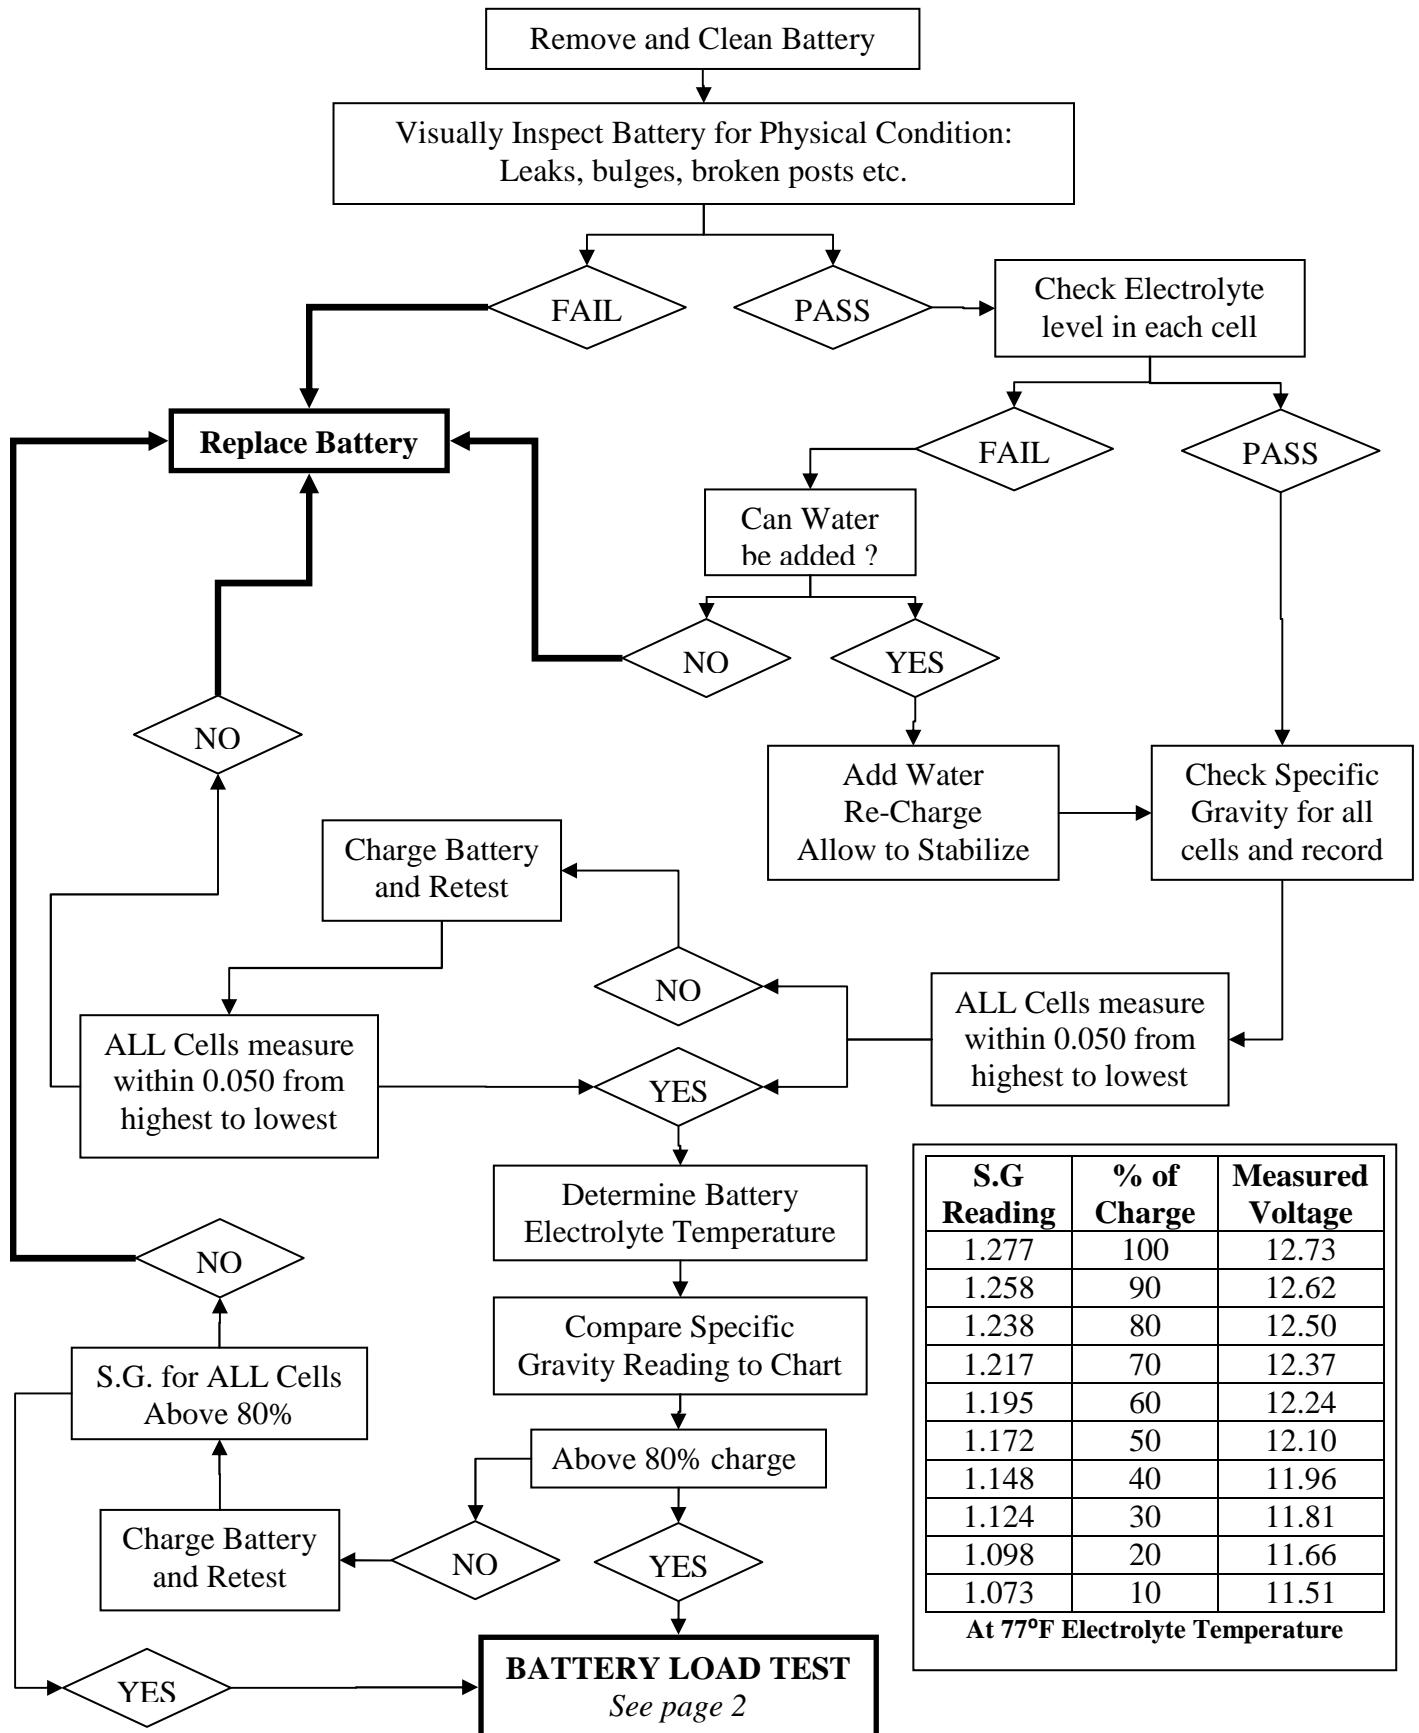 Remove and Clean Battery
Visually Inspect Battery for Physical Condition:
Leaks, bulges, broken posts etc.
FAIL
PASS
Check Electrolyte
level in each cell
Replace Battery
FAIL
PASS
Can Water
be added ?
NO
YES
NO
Add Water
Re-Charge
Allow to Stabilize
Check Specific
Gravity for all
cells and record
Charge Battery
and Retest
NO
ALL Cells measure
within 0.050 from
highest to lowest
ALL Cells measure
within 0.050 from
highest to lowest
YES
Determine Battery
Electrolyte Temperature
NO
Compare Specific
Gravity Reading to Chart
S.G. for ALL Cells
Above 80%
Above 80% charge
Charge Battery
and Retest
NO
YES
YES
BATTERY LOAD TEST
See page 2
S.G Reading % of Charge Measured Voltage
1.277 100 12.73
1.258 90 12.62
1.238 80 12.50
1.217 70 12.37
1.195 60 12.24
1.172 50 12.10
1.148 40 11.96
1.124 30 11.81
1.098 20 11.66
1.073 10 11.51
At 77°F Electrolyte Temperature